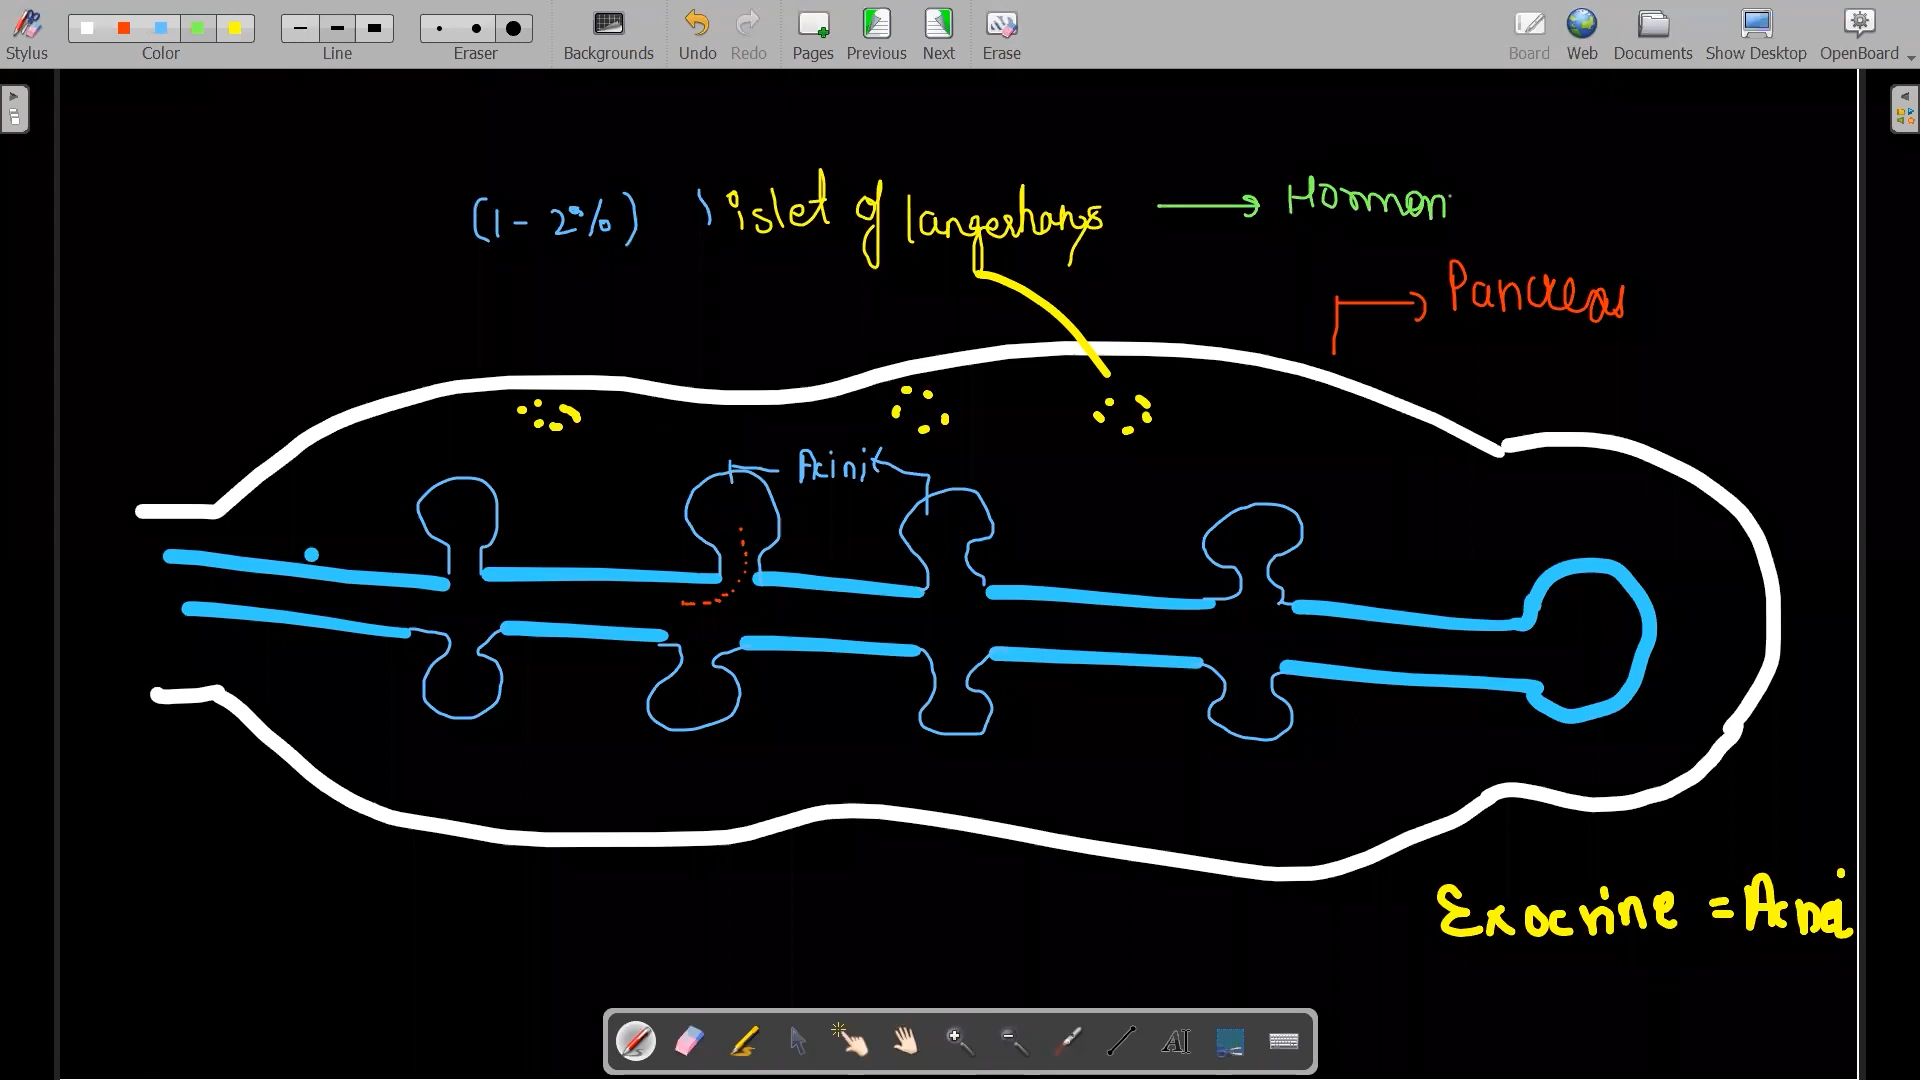 Stylus Color Line Eraser Backgrounds Undo Redo Pages Previous Next Erase Board Web Documents Show Desktop OpenBoard
(1-2%) islet of langerhans → Hormon
Pancreas
Acini
Exocrine = Acinai